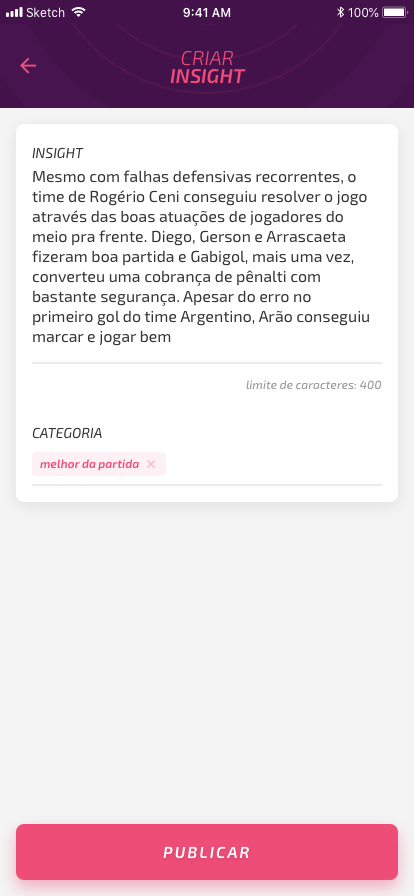 Sketch 9:41 AM 100%
CRIAR
INSIGHT
INSIGHT
Mesmo com falhas defensivas recorrentes, o
time de Rogério Ceni conseguiu resolver o jogo
através das boas atuações de jogadores do
meio pra frente. Diego, Gerson e Arrascaeta
fizeram boa partida e Gabigol, mais uma vez,
converteu uma cobrança de pênalti com
bastante segurança. Apesar do erro no
primeiro gol do time Argentino, Arão conseguiu
marcar e jogar bem
limite de caracteres: 400
CATEGORIA
melhor da partida
PUBLICAR